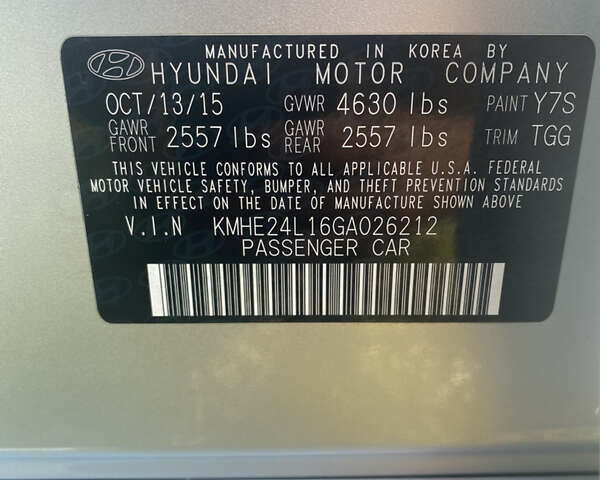 MANUFACTURED IN KOREA BY
HYUNDAI MOTOR COMPANY
OCT/13/15 GVWR 4630 lbs PAINT Y7S
GAWR FRONT 2557 lbs GAWR REAR 2557 lbs TRIM TGG
THIS VEHICLE CONFORMS TO ALL APPLICABLE U.S.A. FEDERAL
MOTOR VEHICLE SAFETY, BUMPER, AND THEFT PREVENTION STANDARDS
IN EFFECT ON THE DATE OF MANUFACTURE SHOWN ABOVE
V.I.N KMHE24L16GA026212
PASSENGER CAR